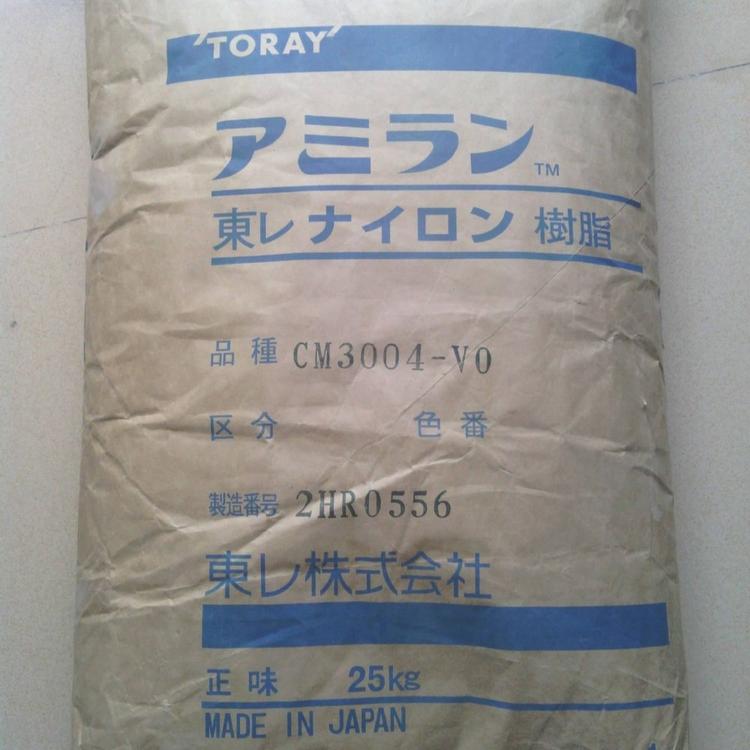 TORAY
アミラン TM
東レ ナイロン 樹脂
品種 CM3004-V0
区分 色番
製造番号 2HR0556
東レ株式会社
正味 25kg
MADE IN JAPAN